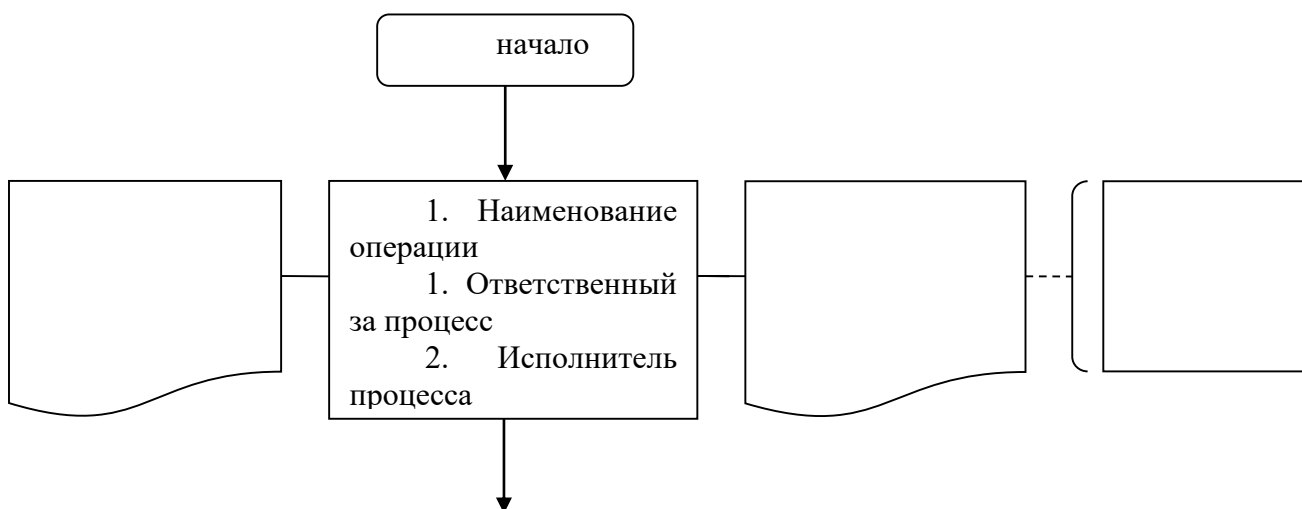 начало
1. Наименование
операции
1. Ответственный
за процесс
2. Исполнитель
процесса